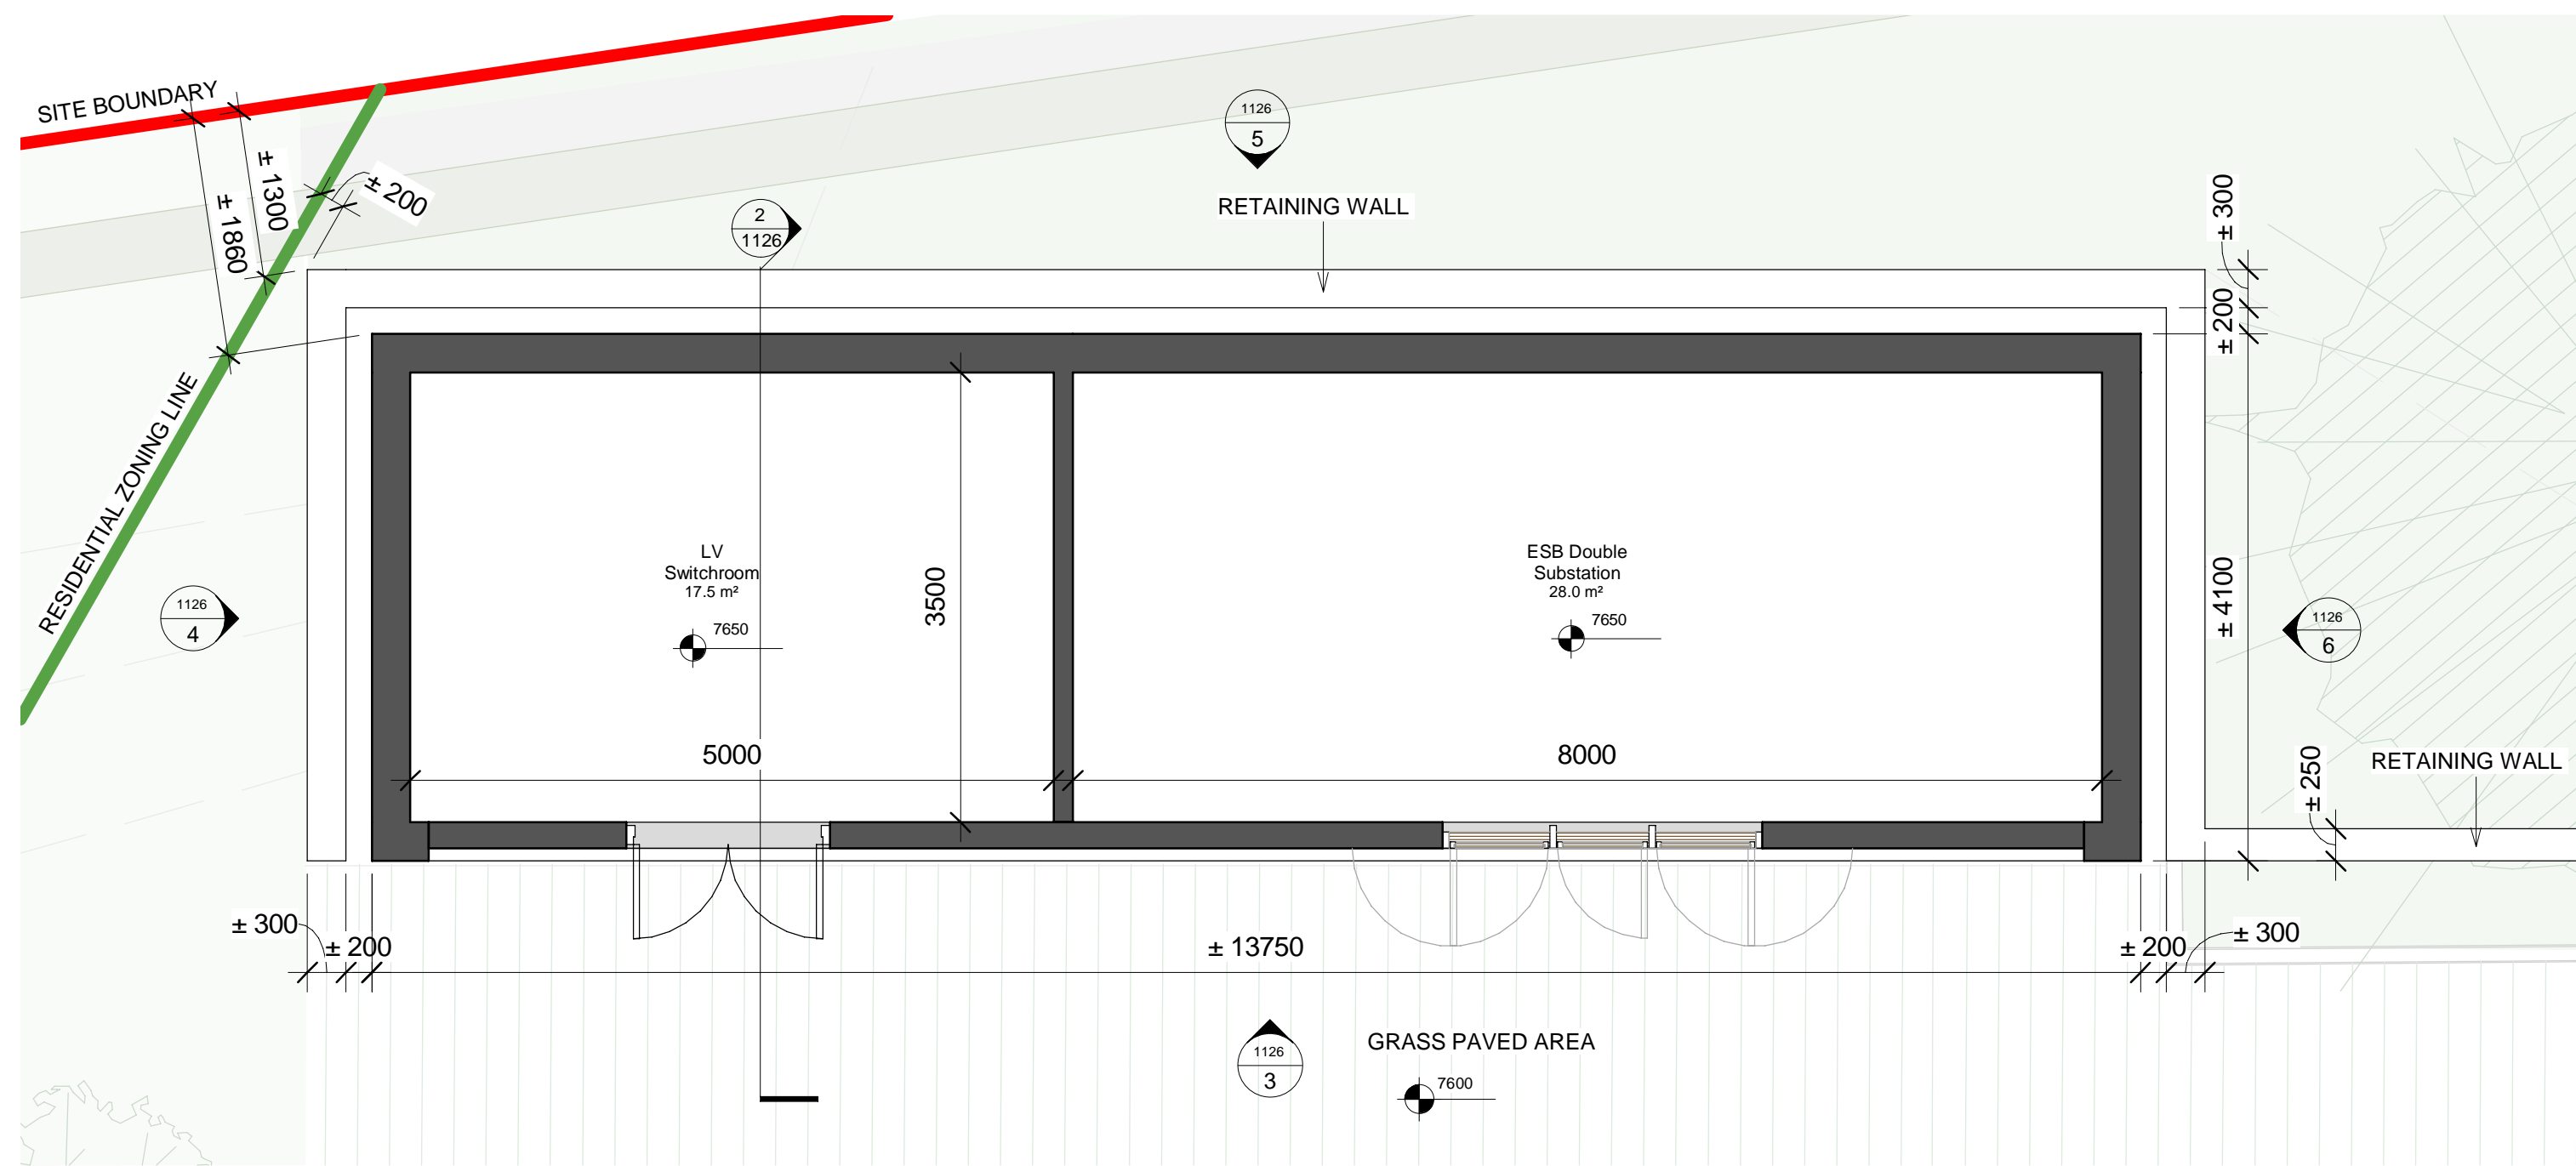 SITE BOUNDARY
± 1300
± 1860
± 200
1126
5
2
1126
RETAINING WALL
± 300
± 200
RESIDENTIAL ZONING LINE
1126
4
LV
Switchroom
17.5 m²
7650
3500
ESB Double
Substation
28.0 m²
7650
± 4100
1126
6
5000
8000
± 250
RETAINING WALL
± 300
± 200
± 13750
± 200
± 300
1126
3
GRASS PAVED AREA
7600